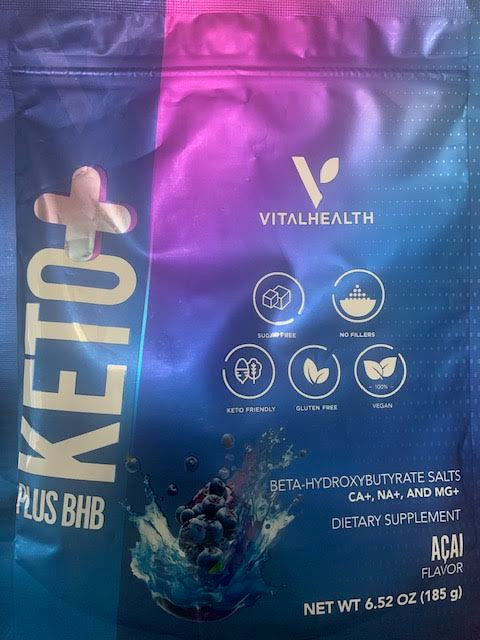 VITALHEALTH
KETO+
PLUS BHB
SUGAR FREE
NO FILLERS
KETO FRIENDLY
GLUTEN FREE
- 100% -
VEGAN
BETA-HYDROXYBUTYRATE SALTS
CA+, NA+, AND MG+
DIETARY SUPPLEMENT
AÇAI
FLAVOR
NET WT 6.52 OZ (185 g)